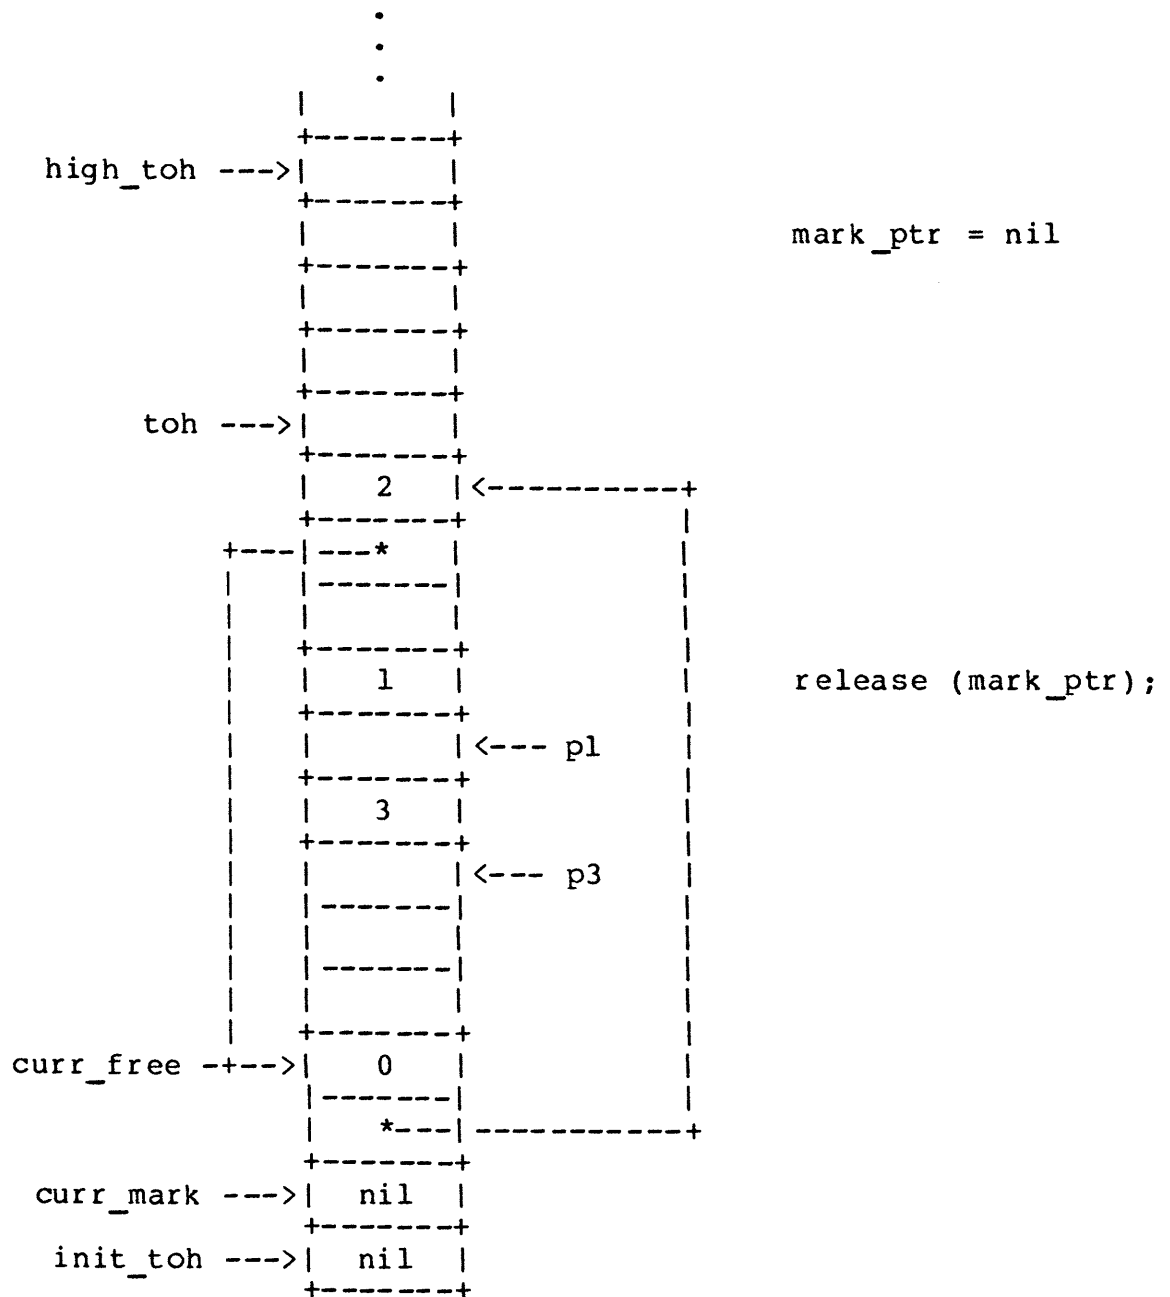 .
.
.
|       |
+-------+
high_toh --->|       |
+-------+
|       |    mark_ptr = nil
+-------+
|       |
+-------+
|       |
+-------+
toh --->|       |
+-------+
|   2   |<----------+
+-------+           |
+---|---*   |           |
|   |-------|           |
|   |       |           |
|   +-------+           |
|   |   1   |           |    release (mark_ptr);
|   +-------+           |
|   |       |<--- p1    |
|   +-------+           |
|   |   3   |           |
|   +-------+           |
|   |       |<--- p3    |
|   |-------|           |
|   |       |           |
|   |-------|           |
|   |       |           |
|   +-------+           |
curr_free -+-->|   0   |           |
|-------|           |
|   *---|-----------+
+-------+
curr_mark --->|  nil  |
+-------+
init_toh --->|  nil  |
+-------+